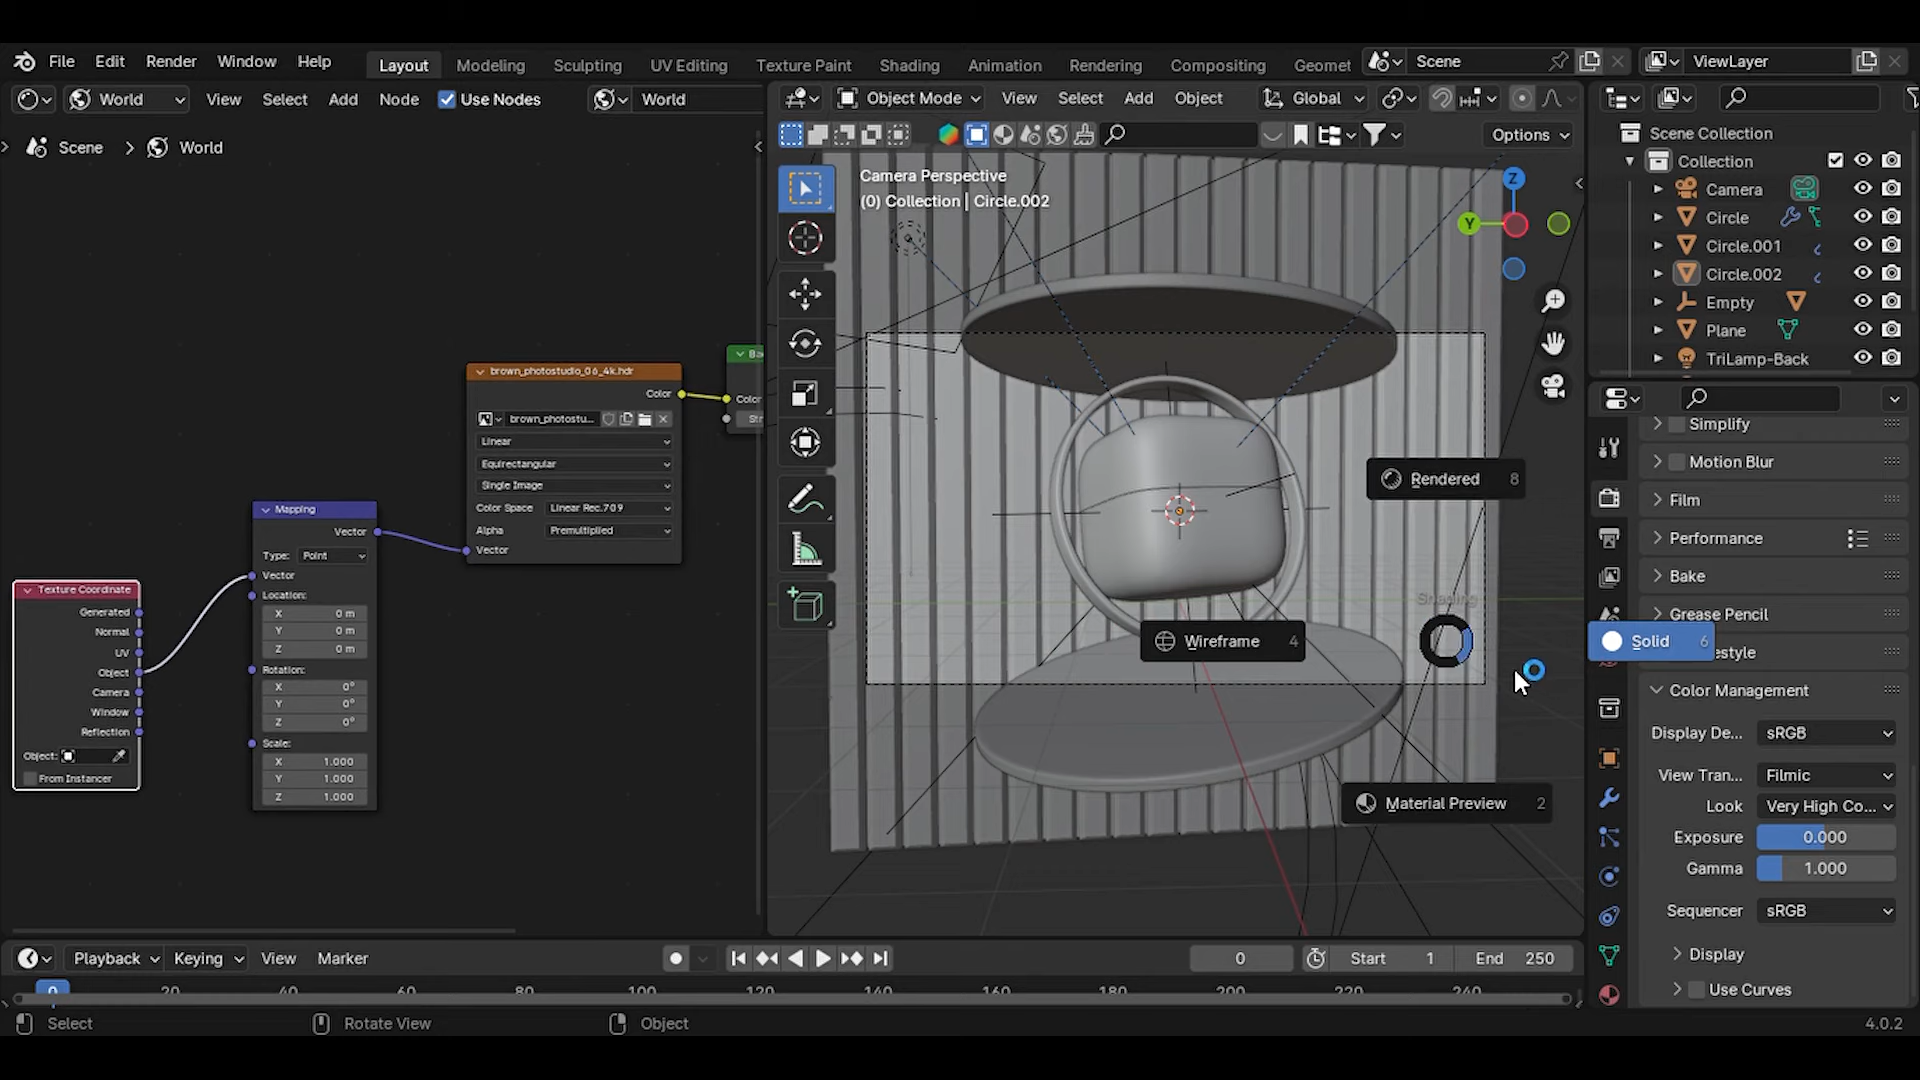 File Edit Render Window Help
Layout Modeling Sculpting UV Editing Texture Paint Shading Animation Rendering Compositing Geomet
Scene
ViewLayer
World View Select Add Node Use Nodes World
Object Mode View Select Add Object Global
Options
Scene World
Camera Perspective
(0) Collection | Circle.002
Z
Y
Scene Collection
Collection
Camera
Circle
Circle.001
Circle.002
Empty
Plane
TriLamp-Back
brown_photostudio_06_4k.hdr
Color
brown_photostu...
Linear
Equirectangular
Single Image
Color Space Linear Rec.709
Alpha Premultiplied
Vector
Ba
Color
Str
Mapping
Vector
Type: Point
Vector
Location:
X 0 m
Y 0 m
Z 0 m
Rotation:
X 0°
Y 0°
Z 0°
Scale:
X 1.000
Y 1.000
Z 1.000
Texture Coordinate
Generated
Normal
UV
Object
Camera
Window
Reflection
Object:
From Instancer
Rendered 8
Shading
Wireframe 4
Solid 6
Material Preview 2
Simplify
Motion Blur
Film
Performance
Bake
Grease Pencil
estyle
Color Management
Display De... sRGB
View Tran... Filmic
Look Very High Co...
Exposure 0.000
Gamma 1.000
Sequencer sRGB
Display
Use Curves
Playback Keying View Marker
0 Start 1 End 250
0 20 40 60 80 100 120 140 160 180 200 220 240
Select Rotate View Object
4.0.2